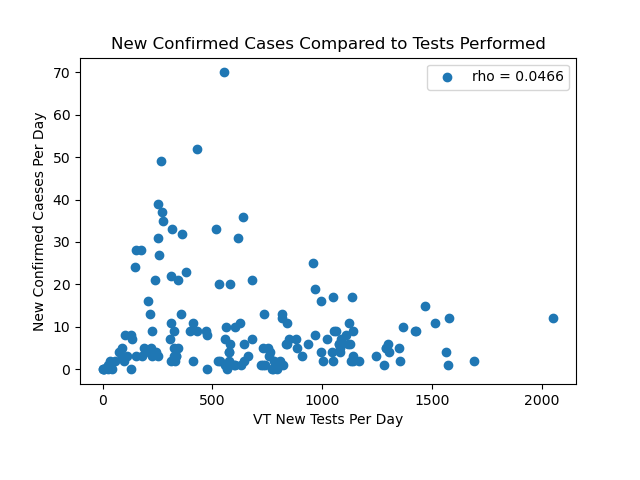 New Confirmed Cases Compared to Tests Performed
rho = 0.0466
70
60
50
40
30
20
10
0
New Confirmed Caeses Per Day
0 500 1000 1500 2000
VT New Tests Per Day